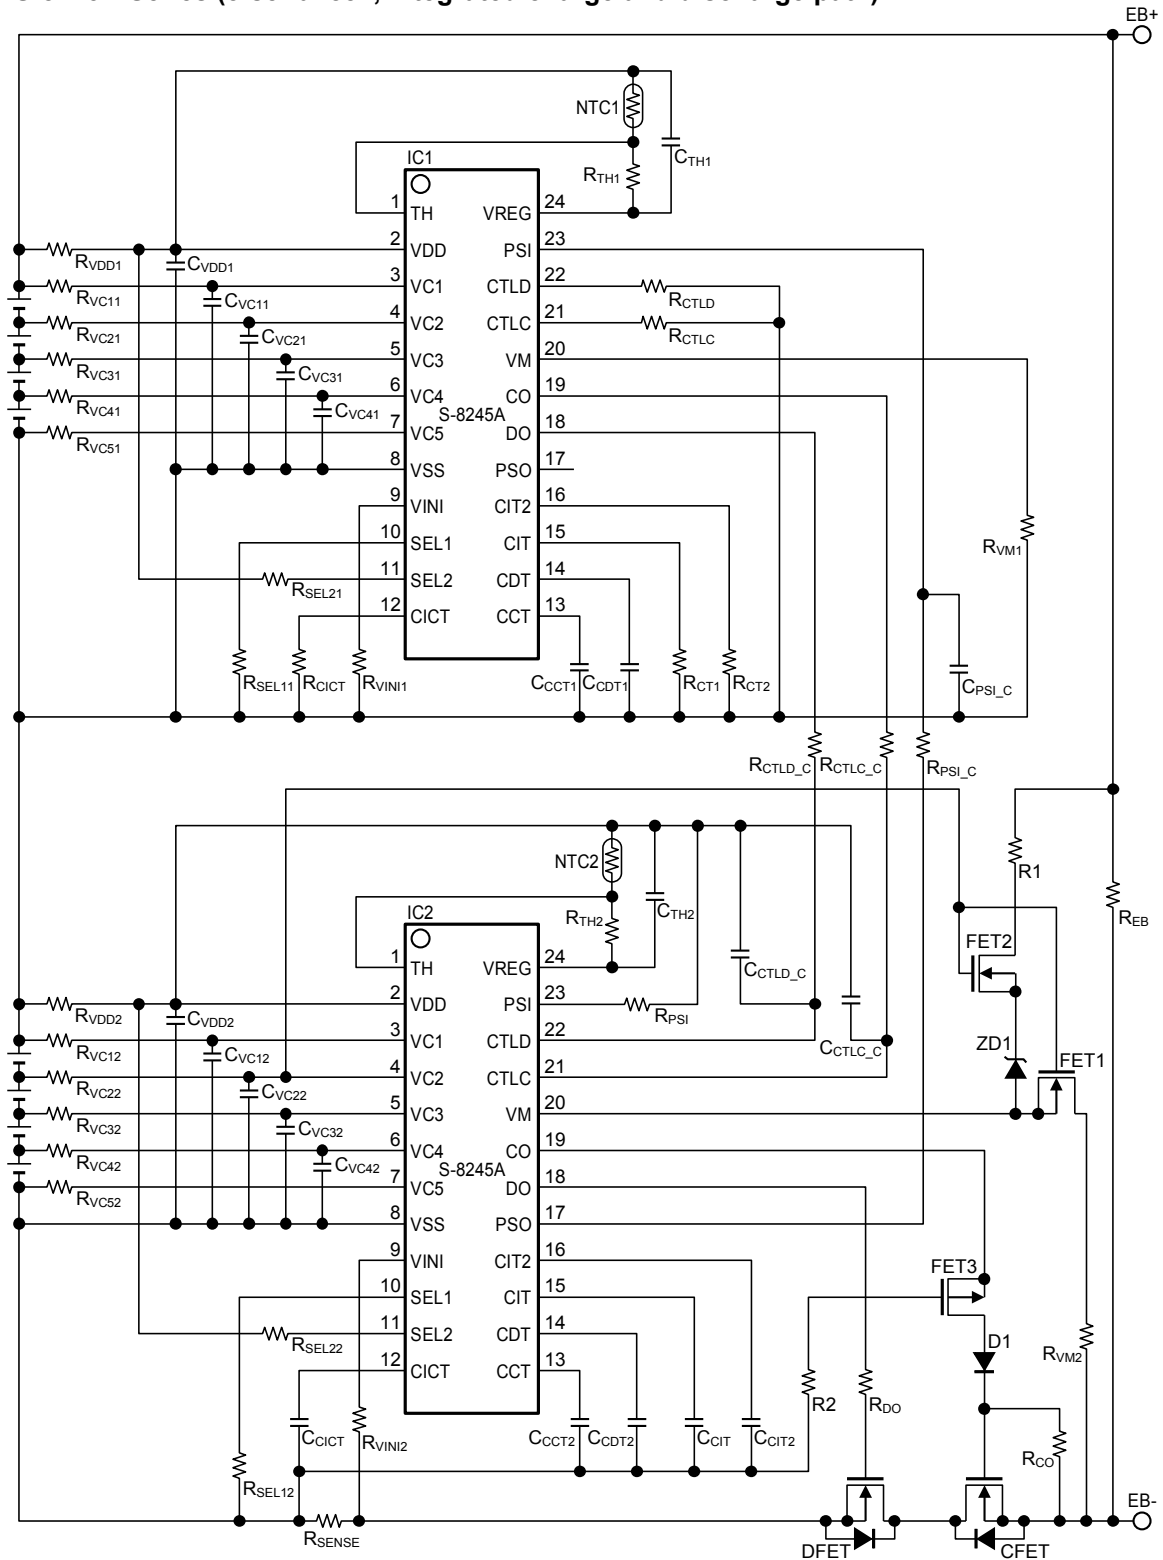 EB+
NTC1
CTH1
RTH1
IC1
1 TH VREG 24
2 VDD PSI 23
3 VC1 CTLD 22
4 VC2 CTLC 21
5 VC3 VM 20
6 VC4 CO 19
S-8245A
7 VC5 DO 18
8 VSS PSO 17
9 VINI CIT2 16
10 SEL1 CIT 15
11 SEL2 CDT 14
12 CICT CCT 13
RVDD1
CVDD1
RVC11
CVC11
RVC21
CVC21
RVC31
CVC31
RVC41
CVC41
RVC51
RCTLD
RCTLC
RVM1
RSEL21
RSEL11
RCICT
RVINI1
CCCT1
CCDT1
RCT1
RCT2
CPSI_C
RCTLD_C
RCTLC_C
RPSI_C
R1
REB
NTC2
CTH2
RTH2
CCTLD_C
CCTLC_C
RPSI
FET2
ZD1
FET1
IC2
1 TH VREG 24
2 VDD PSI 23
3 VC1 CTLD 22
4 VC2 CTLC 21
5 VC3 VM 20
6 VC4 CO 19
S-8245A
7 VC5 DO 18
8 VSS PSO 17
9 VINI CIT2 16
10 SEL1 CIT 15
11 SEL2 CDT 14
12 CICT CCT 13
RVDD2
CVDD2
RVC12
CVC12
RVC22
CVC22
RVC32
CVC32
RVC42
CVC42
RVC52
RSEL22
FET3
D1
RVM2
R2
RDO
RCO
CCICT
RVINI2
CCCT2
CCDT2
CCIT
CCIT2
RSEL12
RSENSE
DFET
CFET
EB-